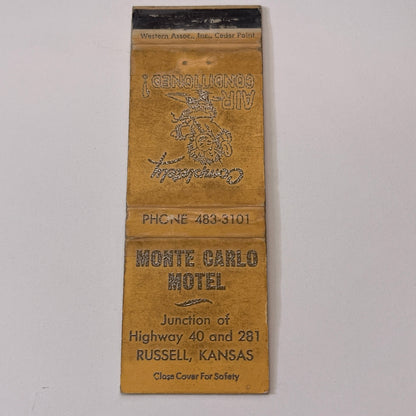 Western Assoc., Inc., Cedar Point
Completely
AIR-
CONDITIONED!
PHONE 483-3101
MONTE CARLO
MOTEL
Junction of
Highway 40 and 281
RUSSELL, KANSAS
Close Cover For Safety